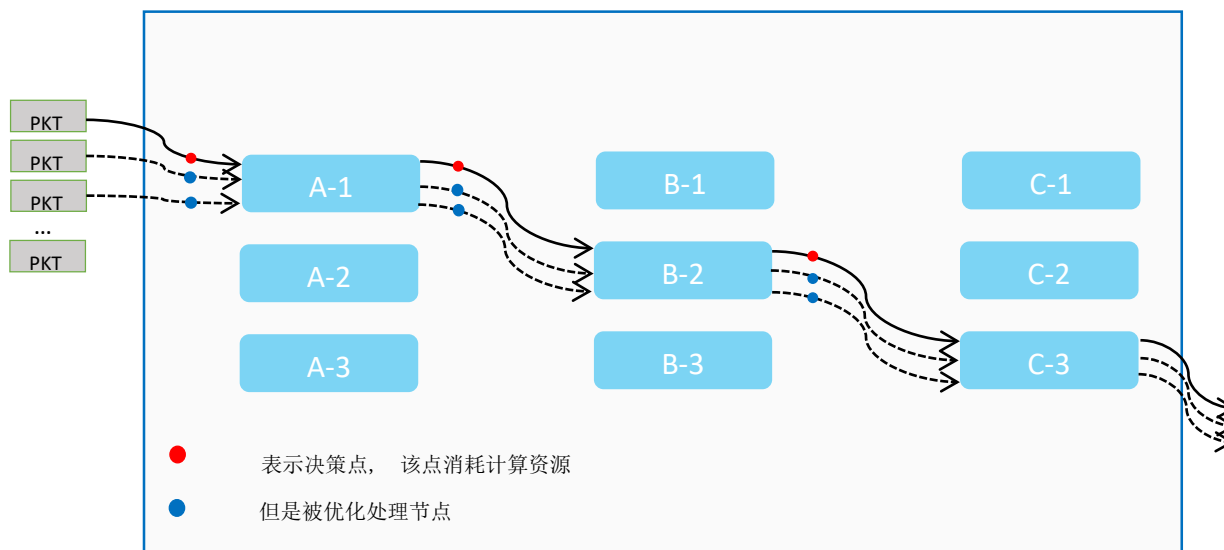 PKT
PKT
PKT
...
PKT
A-1
B-1
C-1
A-2
B-2
C-2
A-3
B-3
C-3
表示决策点, 该点消耗计算资源
但是被优化处理节点